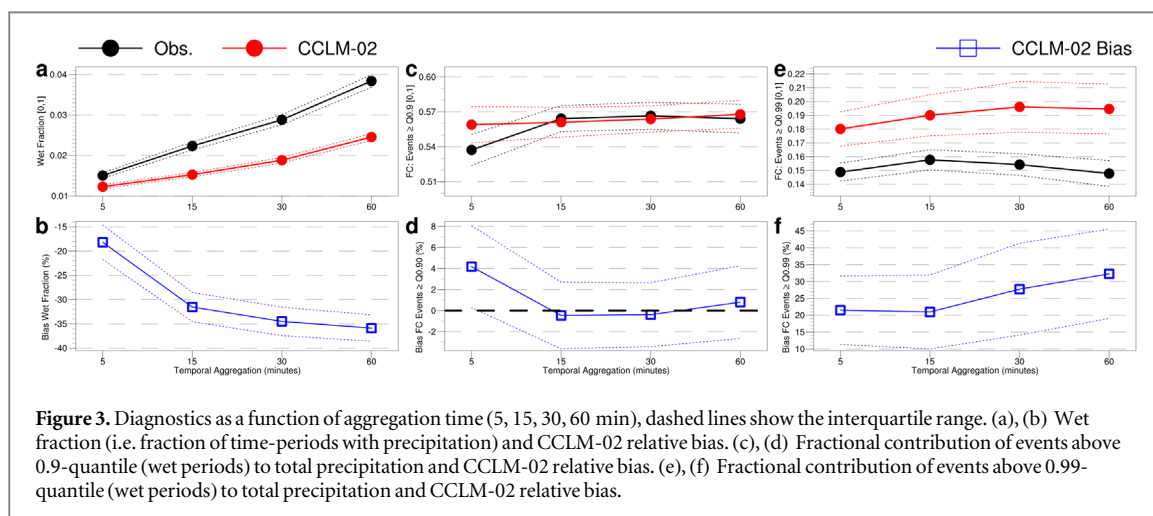 Obs.
CCLM-02
CCLM-02 Bias
a
0.04
0.03
0.02
0.01
Wet Fraction [0,1]
5
15
30
60
c
0.60
0.57
0.54
0.51
FC: Events ≥ Q0.9 [0,1]
5
15
30
60
e
0.22
0.21
0.20
0.19
0.18
0.17
0.16
0.15
0.14
FC: Events ≥ Q0.99 [0,1]
5
15
30
60
b
-15
-20
-25
-30
-35
-40
Bias Wet Fraction (%)
5
15
30
60
Temporal Aggregation (minutes)
d
8
6
4
2
0
-2
Bias FC Events ≥ Q0.90 (%)
5
15
30
60
Temporal Aggregation (minutes)
f
45
40
35
30
25
20
15
10
Bias FC Events ≥ Q0.99 (%)
5
15
30
60
Temporal Aggregation (minutes)
Figure 3. Diagnostics as a function of aggregation time (5, 15, 30, 60 min), dashed lines show the interquartile range. (a), (b) Wet
fraction (i.e. fraction of time-periods with precipitation) and CCLM-02 relative bias. (c), (d) Fractional contribution of events above
0.9-quantile (wet periods) to total precipitation and CCLM-02 relative bias. (e), (f) Fractional contribution of events above 0.99-
quantile (wet periods) to total precipitation and CCLM-02 relative bias.